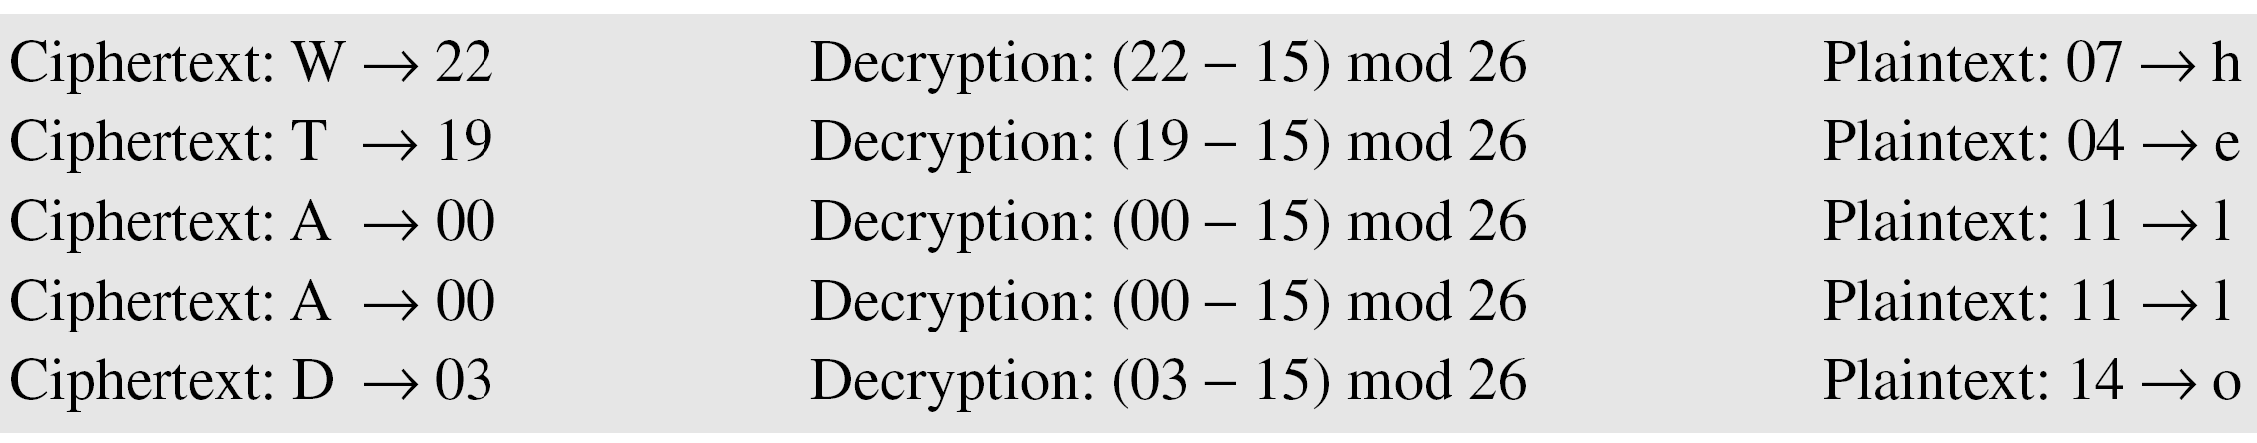 Ciphertext: W → 22 Decryption: (22 − 15) mod 26 Plaintext: 07 → h
Ciphertext: T → 19 Decryption: (19 − 15) mod 26 Plaintext: 04 → e
Ciphertext: A → 00 Decryption: (00 − 15) mod 26 Plaintext: 11 → l
Ciphertext: A → 00 Decryption: (00 − 15) mod 26 Plaintext: 11 → l
Ciphertext: D → 03 Decryption: (03 − 15) mod 26 Plaintext: 14 → o